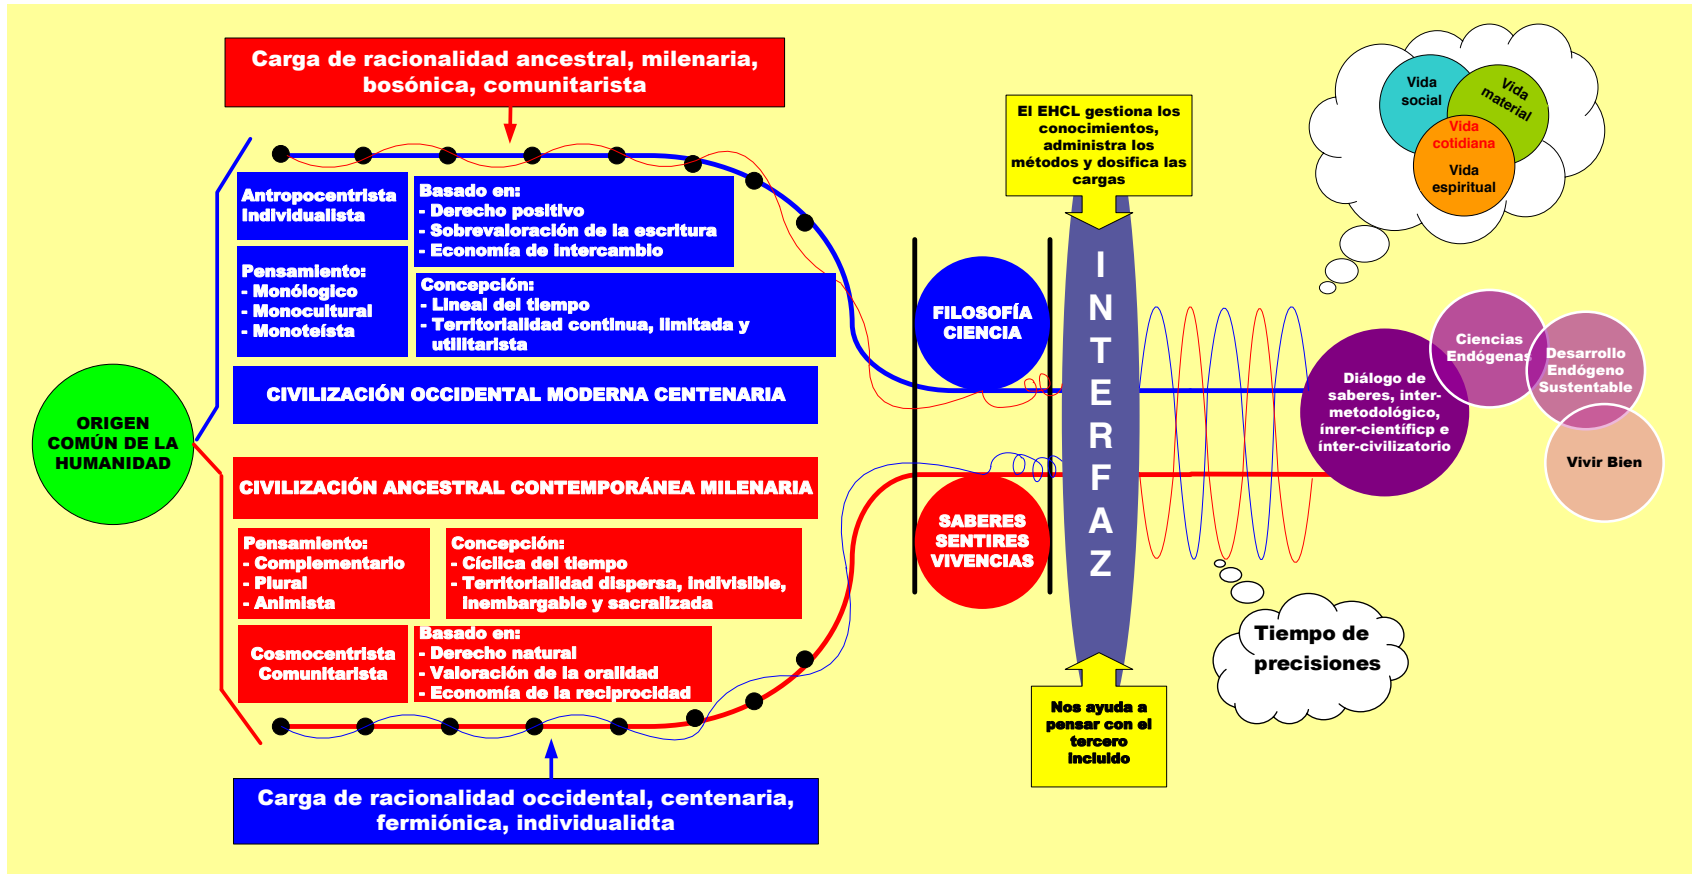 Carga de racionalidad ancestral, milenaria,
bosónica, comunitarista
Antropocentrista
Individualista
Basado en:
- Derecho positivo
- Sobrevaloración de la escritura
- Economía de intercambio
Pensamiento:
- Monólogico
- Monocultural
- Monoteísta
Concepción:
- Lineal del tiempo
- Territorialidad continua, limitada y
utilitarista
CIVILIZACIÓN OCCIDENTAL MODERNA CENTENARIA
ORIGEN
COMÚN DE LA
HUMANIDAD
CIVILIZACIÓN ANCESTRAL CONTEMPORÁNEA MILENARIA
Pensamiento:
- Complementario
- Plural
- Animista
Concepción:
- Cíclica del tiempo
- Territorialidad dispersa, indivisible,
inembargable y sacralizada
Cosmocentrista
Comunitarista
Basado en:
- Derecho natural
- Valoración de la oralidad
- Economía de la reciprocidad
Carga de racionalidad occidental, centenaria,
fermiónica, individualidta
FILOSOFÍA
CIENCIA
SABERES
SENTIRES
VIVENCIAS
El EHCL gestiona los
conocimientos,
administra los
métodos y dosifica las
cargas
I
N
T
E
R
F
A
Z
Nos ayuda a
pensar con el
tercero
incluido
Vida
social
Vida
material
Vida
cotidiana
Vida
espiritual
Diálogo de
saberes, inter-
metodológico,
ínrer-científicp e
ínter-civilizatorio
Ciencias
Endógenas
Desarrollo
Endógeno
Sustentable
Vivir Bien
Tiempo de
precisiones